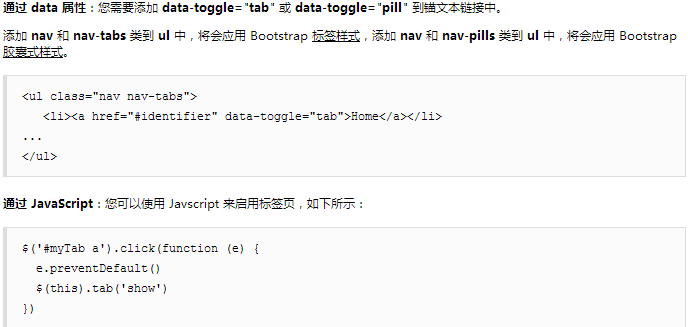 通过 data 属性：您需要添加 data-toggle="tab" 或 data-toggle="pill" 到锚文本链接中。
添加 nav 和 nav-tabs 类到 ul 中，将会应用 Bootstrap 标签样式，添加 nav 和 nav-pills 类到 ul 中，将会应用 Bootstrap
胶囊式样式。
<ul class="nav nav-tabs">
   <li><a href="#identifier" data-toggle="tab">Home</a></li>
...
</ul>
通过 JavaScript：您可以使用 Javscript 来启用标签页，如下所示：
$('#myTab a').click(function (e) {
  e.preventDefault()
  $(this).tab('show')
})